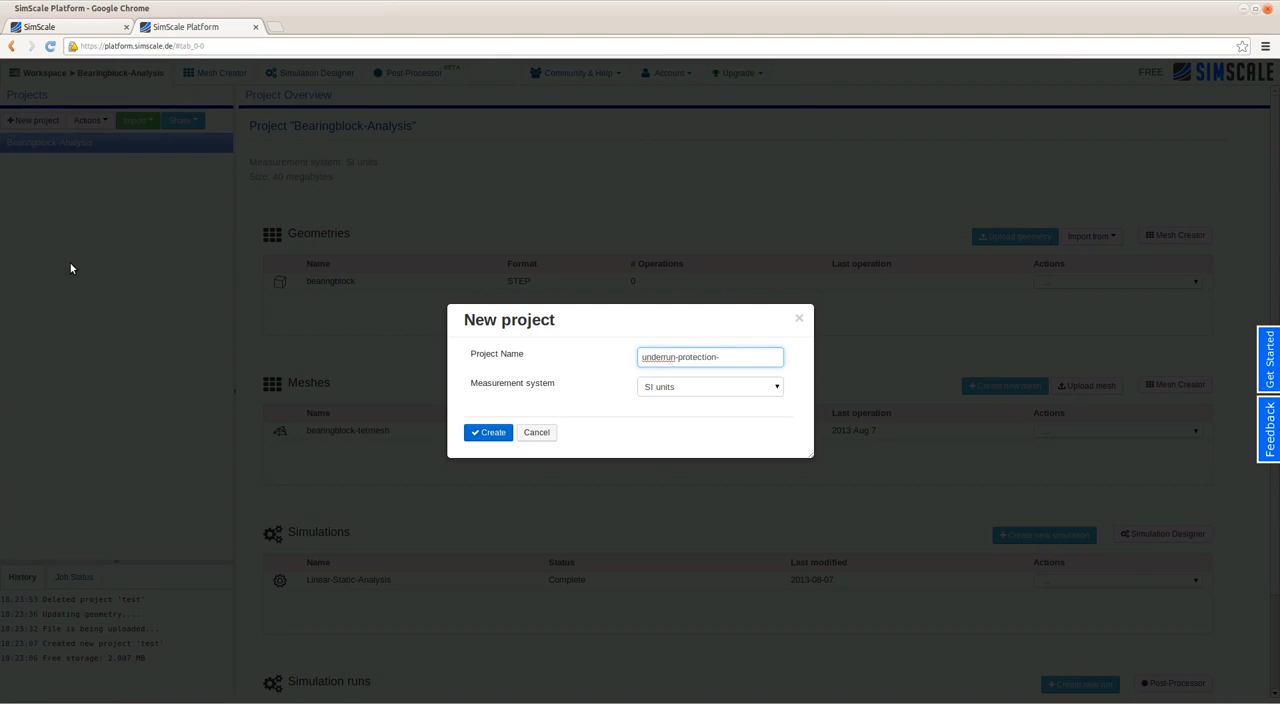 SimScale Platform - Google Chrome
SimScale × SimScale Platform ×
https://platform.simscale.de/#tab_0-0
Workspace ▸ Bearingblock-Analysis Mesh Creator Simulation Designer Post-Processor BETA Community & Help Account Upgrade FREE SIMSCALE
Projects Project Overview
+New project Actions Import Share
Project "Bearingblock-Analysis"
Bearingblock-Analysis
Measurement system: SI units
Size: 40 megabytes
Geometries Upload geometry Import from Mesh Creator
Name Format # Operations Last operation Actions
bearingblock STEP 0 ...
New project ×
Project Name underrun-protection-
Measurement system SI units
Create Cancel
Meshes +Create new mesh Upload mesh Mesh Creator
Name Last operation Actions
bearingblock-tetmesh 2013 Aug 7 ...
Simulations +Create new simulation Simulation Designer
Name Status Last modified Actions
Linear-Static-Analysis Complete 2013-08-07 ...
Simulation runs +Create new run Post-Processor
History Job Status
18:23:53 Deleted project 'test'
18:23:36 Updating geometry...
18:23:32 File is being uploaded...
18:23:07 Created new project 'test'
18:23:06 Free storage: 2.007 MB
Get Started
Feedback